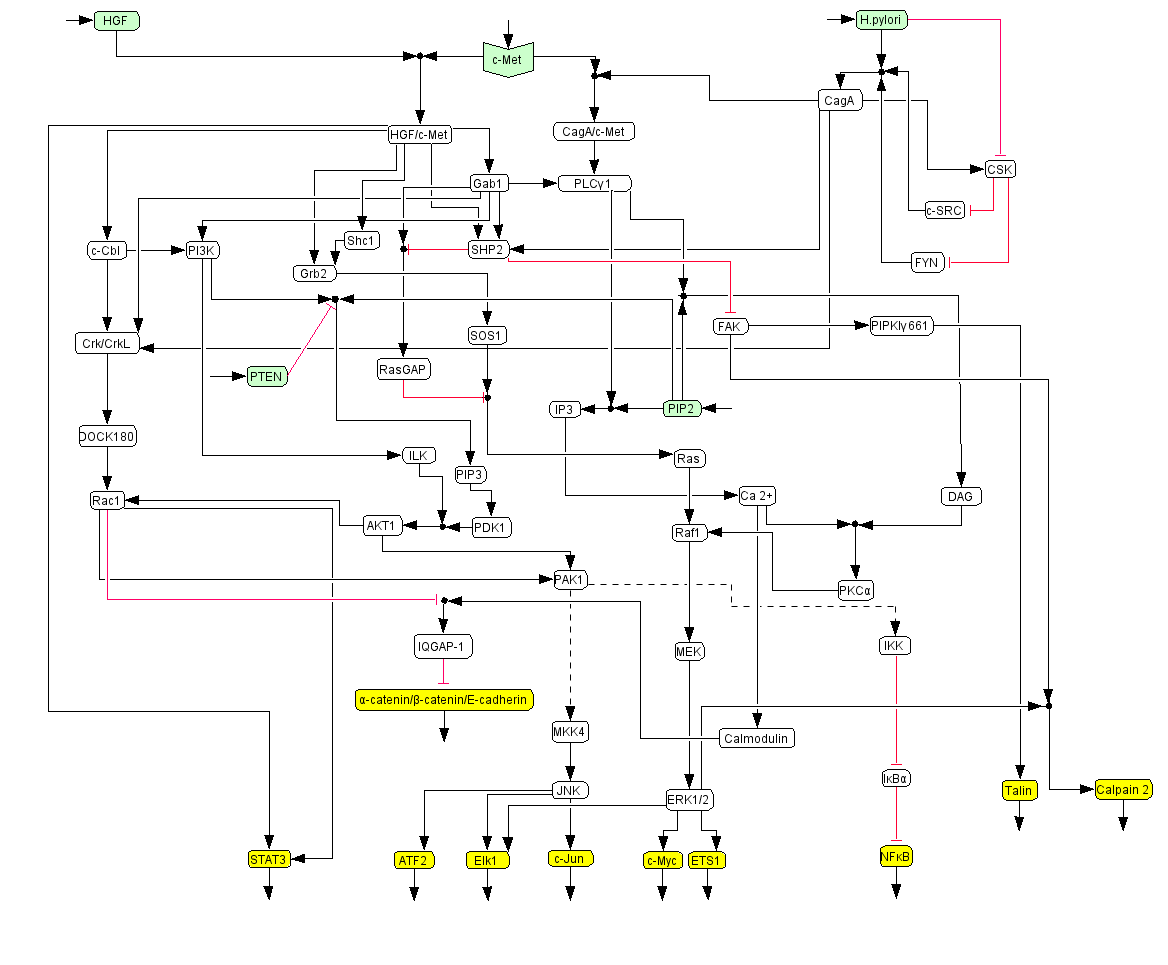 HGF
H.pylori
c-Met
CagA
HGF/c-Met
CagA/c-Met
CSK
Gab1
PLCγ1
c-SRC
Shc1
c-Cbl
PI3K
SHP2
FYN
Grb2
FAK
PIPKIγ661
SOS1
Crk/CrkL
RasGAP
PTEN
IP3
PIP2
DOCK180
ILK
Ras
PIP3
Rac1
Ca 2+
DAG
AKT1
PDK1
Raf1
PAK1
PKCα
IQGAP-1
MEK
IKK
α-catenin/β-catenin/E-cadherin
MKK4
Calmodulin
IκBα
JNK
ERK1/2
Talin
Calpain 2
STAT3
ATF2
Elk1
c-Jun
c-Myc
ETS1
NFκB